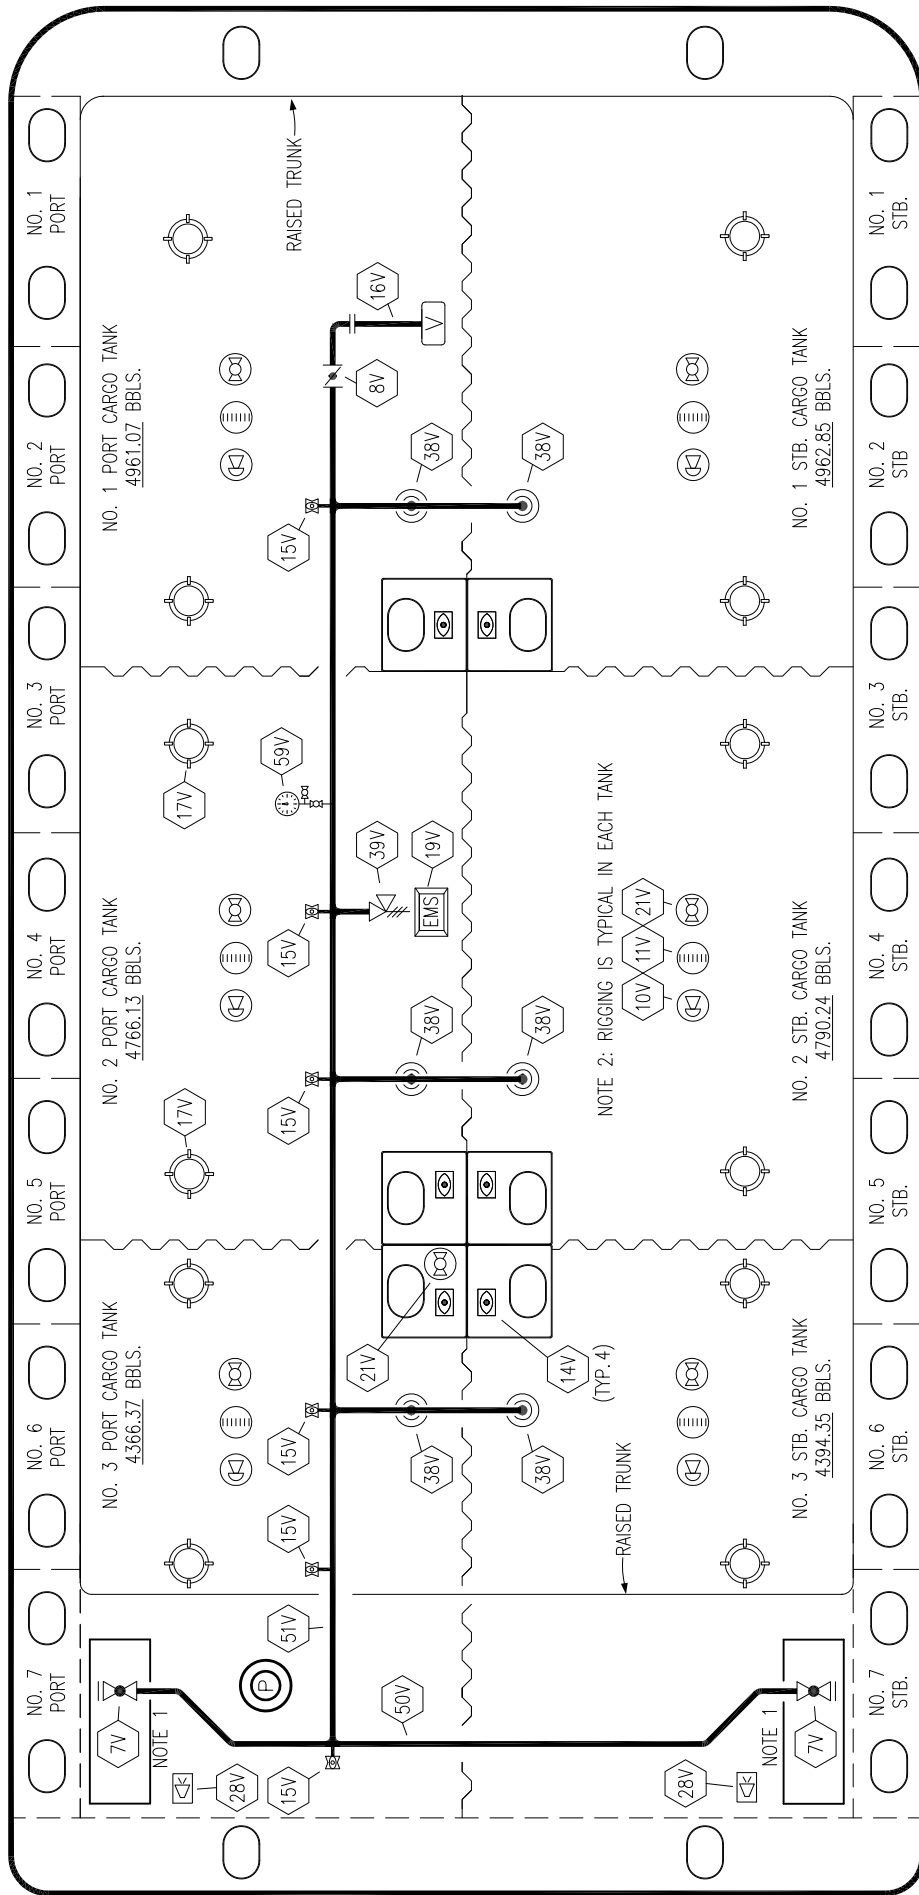 NO. 1
PORT
NO. 2
PORT
NO. 3
PORT
NO. 4
PORT
NO. 5
PORT
NO. 6
PORT
NO. 7
PORT
NO. 1 PORT CARGO TANK
4961.07 BBLS.
NO. 2 PORT CARGO TANK
4766.13 BBLS.
NO. 3 PORT CARGO TANK
4366.37 BBLS.
RAISED TRUNK
16V
V
8V
38V
38V
15V
17V
59V
39V
19V
EMS
15V
38V
38V
15V
17V
21V
14V
(TYP. 4)
38V
38V
15V
15V
51V
P
50V
7V
NOTE 1
28V
15V
28V
NOTE 1
7V
RAISED TRUNK
NOTE 2: RIGGING IS TYPICAL IN EACH TANK
10V
11V
21V
NO. 1 STB. CARGO TANK
4962.85 BBLS.
NO. 2 STB. CARGO TANK
4790.24 BBLS.
NO. 3 STB. CARGO TANK
4394.35 BBLS.
NO. 1
STB.
NO. 2
STB
NO. 3
STB.
NO. 4
STB.
NO. 5
STB.
NO. 6
STB.
NO. 7
STB.